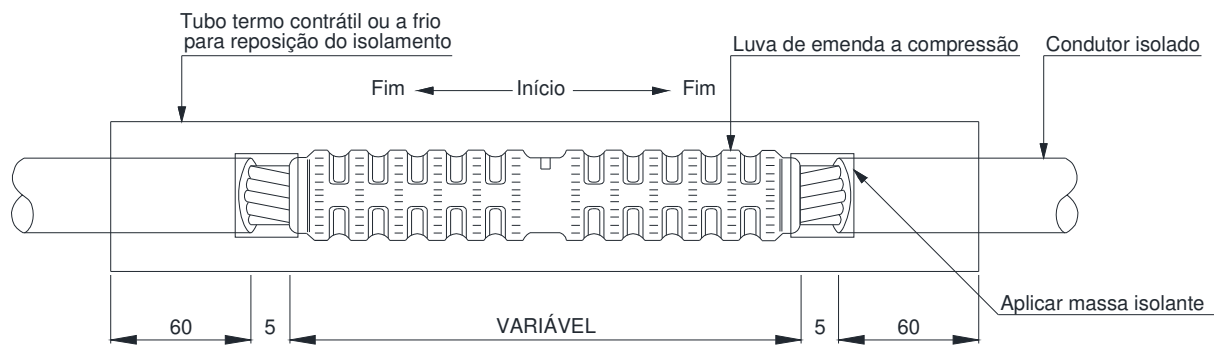 Tubo termo contrátil ou a frio
para reposição do isolamento
Luva de emenda a compressão
Condutor isolado
Fim
Início
Fim
Aplicar massa isolante
60
5
VARIÁVEL
5
60